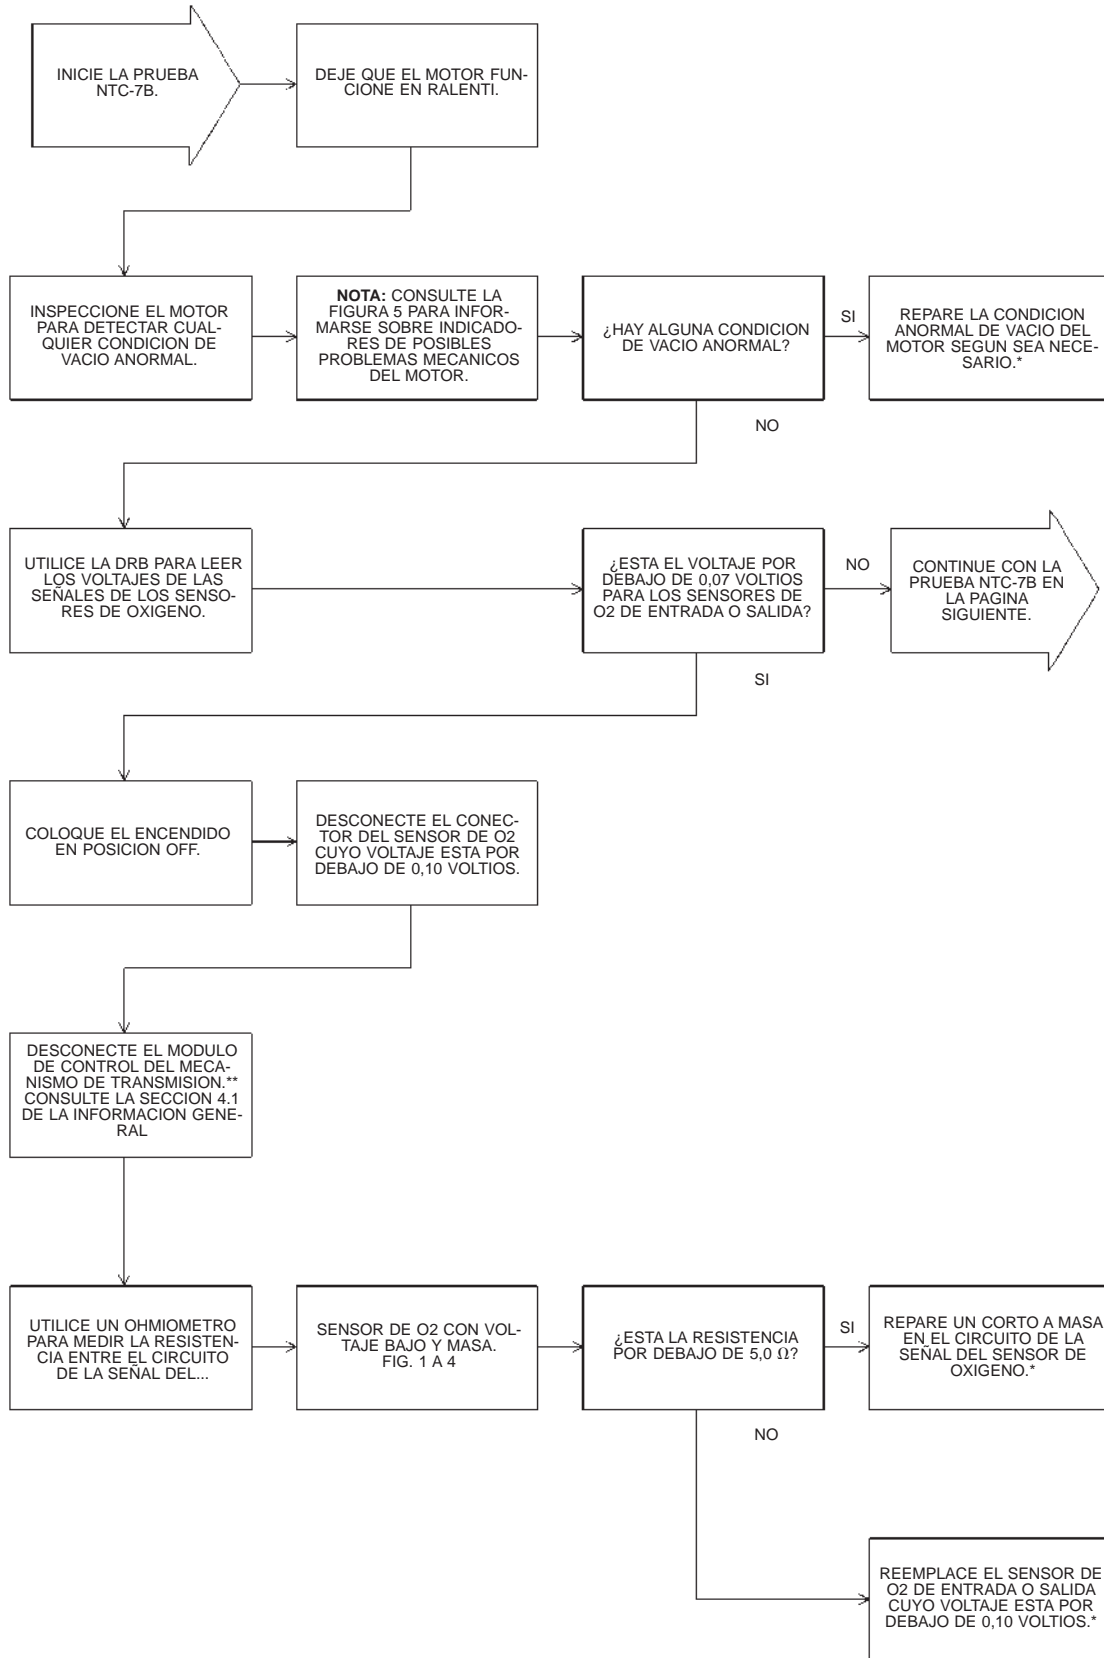 INICIE LA PRUEBA
NTC-7B.
DEJE QUE EL MOTOR FUN-
CIONE EN RALENTI.
INSPECCIONE EL MOTOR
PARA DETECTAR CUAL-
QUIER CONDICION DE
VACIO ANORMAL.
NOTA: CONSULTE LA
FIGURA 5 PARA INFOR-
MARSE SOBRE INDICADO-
RES DE POSIBLES
PROBLEMAS MECANICOS
DEL MOTOR.
¿HAY ALGUNA CONDICION
DE VACIO ANORMAL?
SI
REPARE LA CONDICION
ANORMAL DE VACIO DEL
MOTOR SEGUN SEA NECE-
SARIO.*
NO
UTILICE LA DRB PARA LEER
LOS VOLTAJES DE LAS
SEÑALES DE LOS SENSO-
RES DE OXIGENO.
¿ESTA EL VOLTAJE POR
DEBAJO DE 0,07 VOLTIOS
PARA LOS SENSORES DE
O2 DE ENTRADA O SALIDA?
NO
CONTINUE CON LA
PRUEBA NTC-7B EN
LA PAGINA
SIGUIENTE.
SI
COLOQUE EL ENCENDIDO
EN POSICION OFF.
DESCONECTE EL CONEC-
TOR DEL SENSOR DE O2
CUYO VOLTAJE ESTA POR
DEBAJO DE 0,10 VOLTIOS.
DESCONECTE EL MODULO
DE CONTROL DEL MECA-
NISMO DE TRANSMISION.**
CONSULTE LA SECCION 4.1
DE LA INFORMACION GENE-
RAL
UTILICE UN OHMIOMETRO
PARA MEDIR LA RESISTEN-
CIA ENTRE EL CIRCUITO
DE LA SEÑAL DEL...
SENSOR DE O2 CON VOL-
TAJE BAJO Y MASA.
FIG. 1 A 4
¿ESTA LA RESISTENCIA
POR DEBAJO DE 5,0 Ω?
SI
REPARE UN CORTO A MASA
EN EL CIRCUITO DE LA
SEÑAL DEL SENSOR DE
OXIGENO.*
NO
REEMPLACE EL SENSOR DE
O2 DE ENTRADA O SALIDA
CUYO VOLTAJE ESTA POR
DEBAJO DE 0,10 VOLTIOS.*